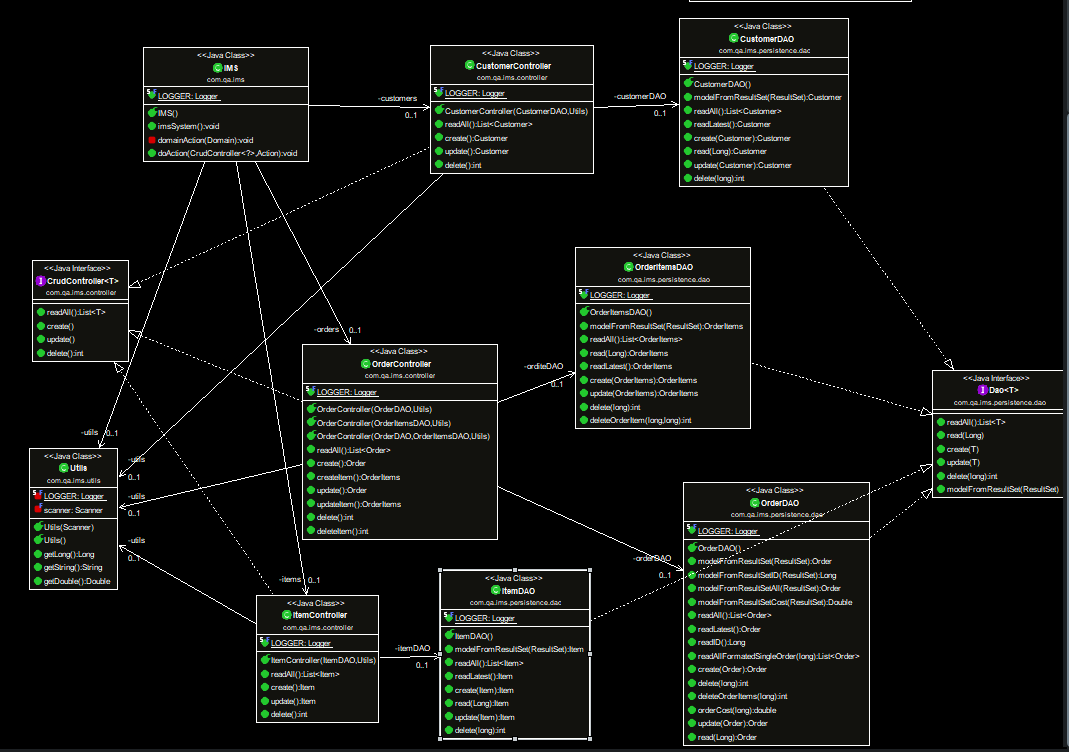 <<Java Class>>
IMS
com.qa.ims
LOGGER: Logger
IMS()
imsSystem():void
domainAction(Domain):void
doAction(CrudController<?>,Action):void
-customers
0..1
<<Java Class>>
CustomerController
com.qa.ims.controller
LOGGER: Logger
CustomerController(CustomerDAO,Utils)
readAll():List<Customer>
create():Customer
update():Customer
delete():int
-customerDAO
0..1
<<Java Class>>
CustomerDAO
com.qa.ims.persistence.dao
LOGGER: Logger
CustomerDAO()
modelFromResultSet(ResultSet):Customer
readAll():List<Customer>
readLatest():Customer
create(Customer):Customer
read(Long):Customer
update(Customer):Customer
delete(long):int
<<Java Interface>>
CrudController<T>
com.qa.ims.controller
readAll():List<T>
create()
update()
delete():int
-orders
0..1
<<Java Class>>
OrderController
com.qa.ims.controller
LOGGER: Logger
OrderController(OrderDAO,Utils)
OrderController(OrderItemsDAO,Utils)
OrderController(OrderDAO,OrderItemsDAO,Utils)
readAll():List<Order>
create():Order
createItem():OrderItems
update():Order
updateItem():OrderItems
delete():int
deleteItem():int
-orditeDAO
0..1
<<Java Class>>
OrderItemsDAO
com.qa.ims.persistence.dao
LOGGER: Logger
OrderItemsDAO()
modelFromResultSet(ResultSet):OrderItems
readAll():List<OrderItems>
read(Long):OrderItems
readLatest():OrderItems
create(OrderItems):OrderItems
update(OrderItems):OrderItems
delete(long):int
deleteOrderItem(long,long):int
<<Java Interface>>
Dao<T>
com.qa.ims.persistence.dao
readAll():List<T>
read(Long)
create(T)
update(T)
delete(long):int
modelFromResultSet(ResultSet)
-utils
0..1
-utils
0..1
-utils
0..1
-utils
0..1
<<Java Class>>
Utils
com.qa.ims.utils
LOGGER: Logger
scanner: Scanner
Utils(Scanner)
Utils()
getLong():Long
getString():String
getDouble():Double
-items
0..1
<<Java Class>>
ItemController
com.qa.ims.controller
LOGGER: Logger
ItemController(ItemDAO,Utils)
readAll():List<Item>
create():Item
update():Item
delete():int
-itemDAO
0..1
<<Java Class>>
ItemDAO
com.qa.ims.persistence.dao
LOGGER: Logger
ItemDAO()
modelFromResultSet(ResultSet):Item
readAll():List<Item>
readLatest():Item
create(Item):Item
read(Long):Item
update(Item):Item
delete(long):int
-orderDAO
0..1
<<Java Class>>
OrderDAO
com.qa.ims.persistence.dao
LOGGER: Logger
OrderDAO()
modelFromResultSet(ResultSet):Order
modelFromResultSetID(ResultSet):Long
modelFromResultSetAll(ResultSet):Order
modelFromResultSetCost(ResultSet):Double
readAll():List<Order>
readLatest():Order
readID():Long
readAllFormatedSingleOrder(long):List<Order>
create(Order):Order
delete(long):int
deleteOrderItems(long):int
orderCost(long):double
update(Order):Order
read(Long):Order